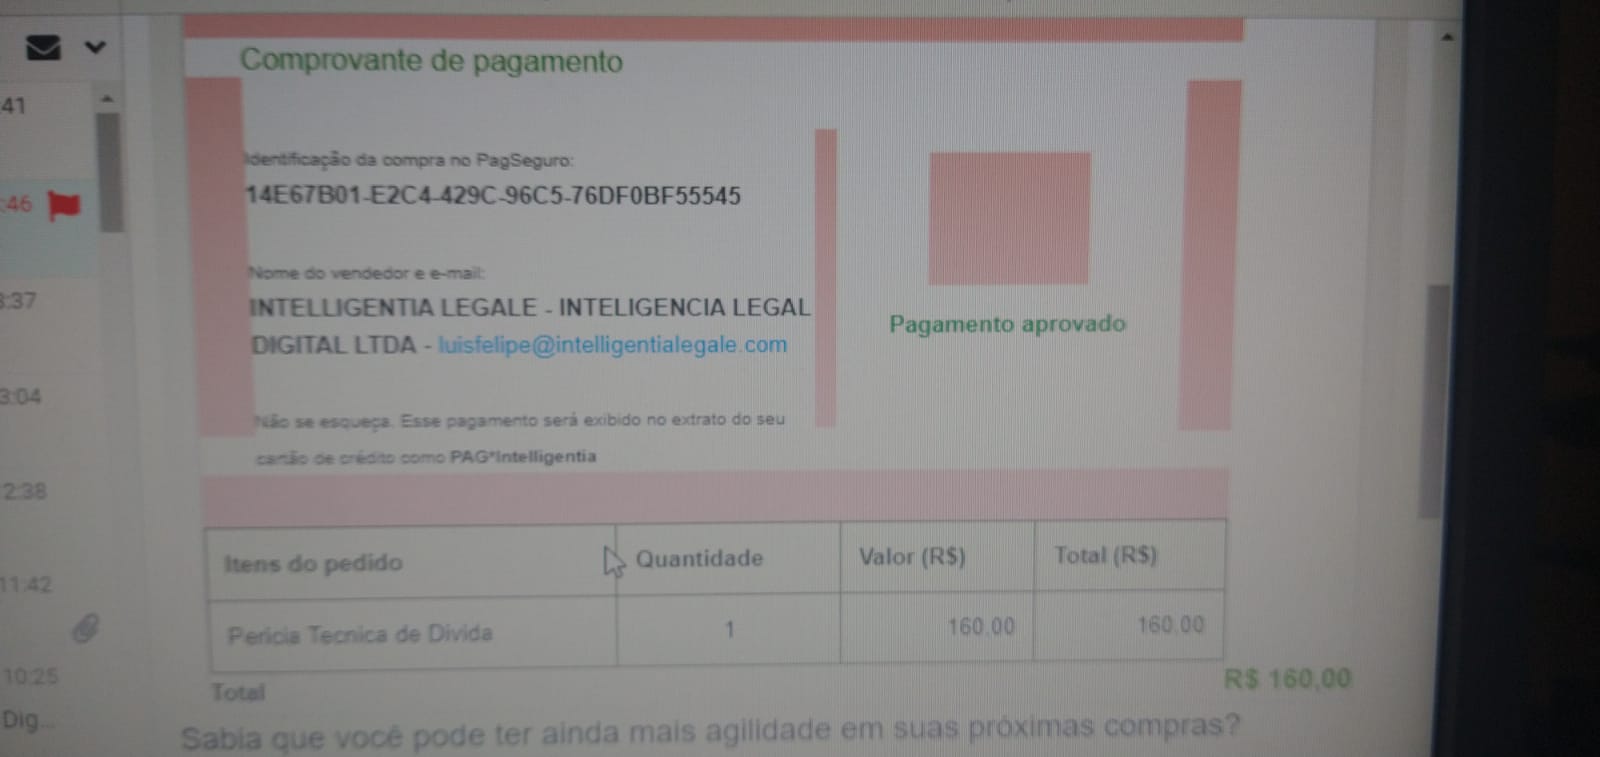 Comprovante de pagamento
:41
Identificação da compra no PagSeguro:
14E67B01-E2C4-429C-96C5-76DF0BF55545
:46
Nome do vendedor e e-mail:
INTELLIGENTIA LEGALE - INTELIGENCIA LEGAL
DIGITAL LTDA - luisfelipe@intelligentialegale.com
Pagamento aprovado
3:37
Não se esqueça. Esse pagamento será exibido no extrato do seu
cartão de crédito como PAG*Intelligentia
3:04
2:38
Itens do pedido Quantidade Valor (R$) Total (R$)
11:42
Pericia Tecnica de Divida 1 160,00 160,00
10:25
Total R$ 160,00
Dig...
Sabia que você pode ter ainda mais agilidade em suas próximas compras?